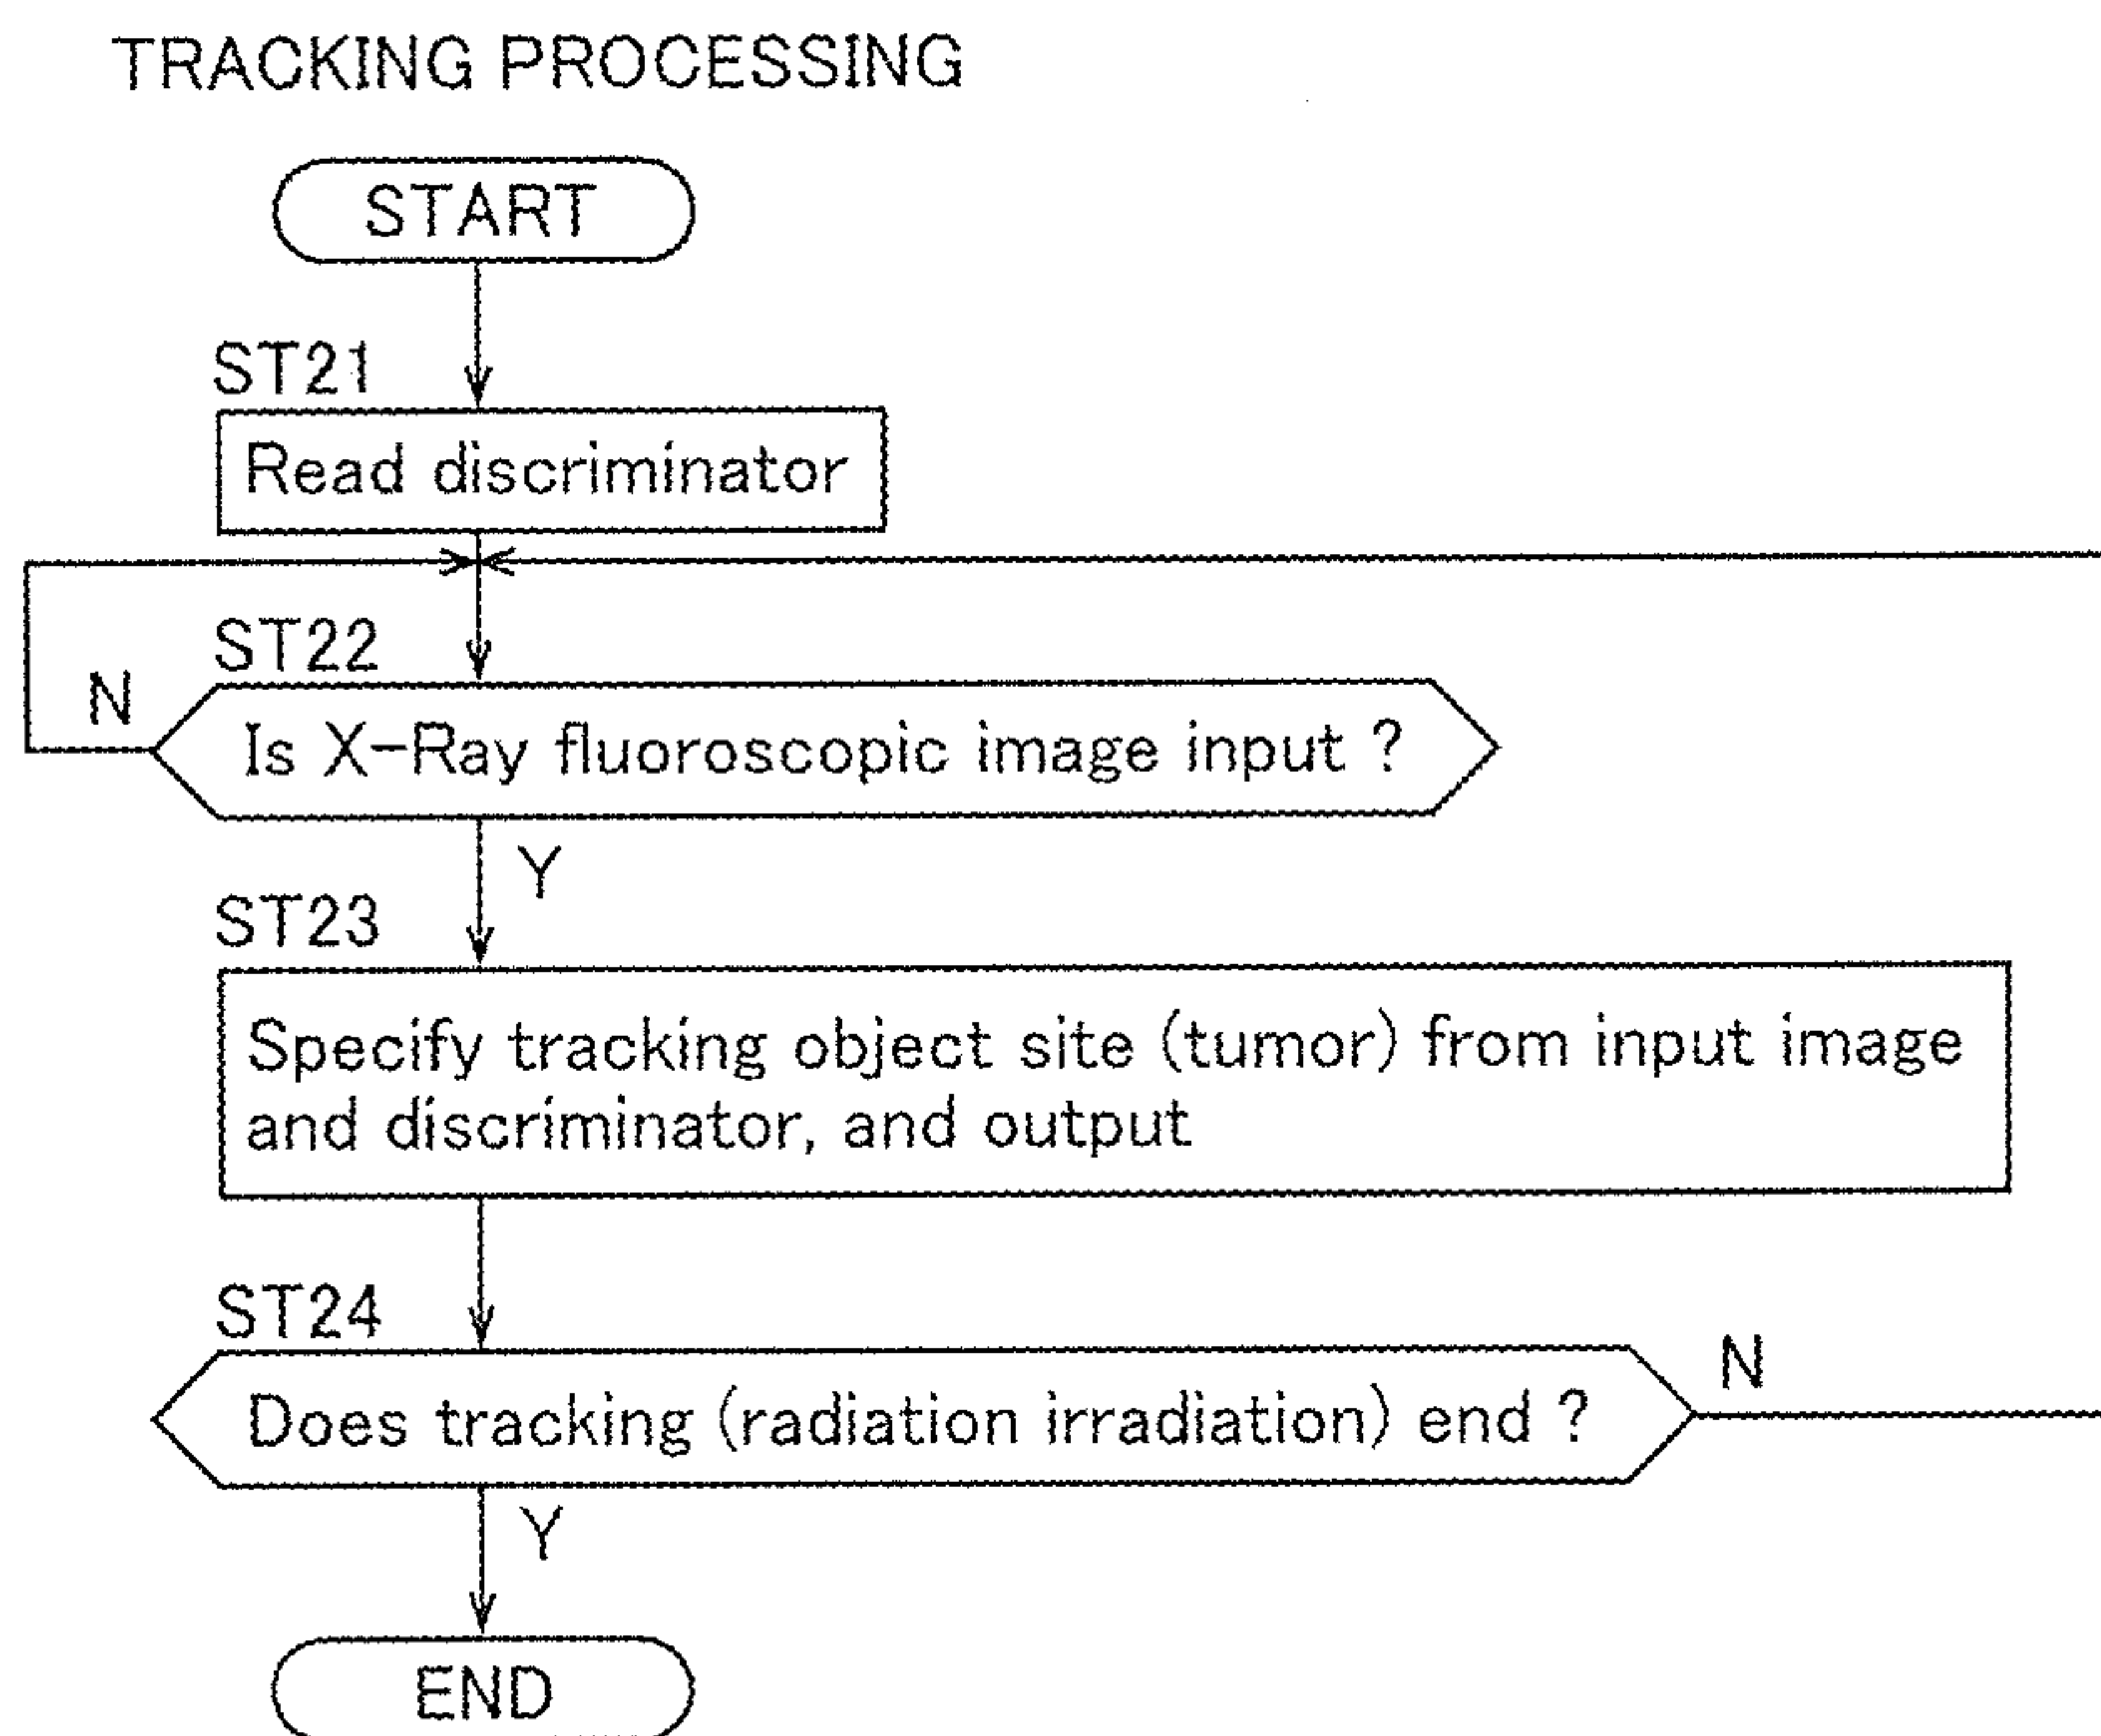 TRACKING PROCESSING
START
ST21
Read discriminator
ST22
N
Is X-Ray fluoroscopic image input ?
Y
ST23
Specify tracking object site (tumor) from input image
and discriminator, and output
ST24
N
Does tracking (radiation irradiation) end ?
Y
END